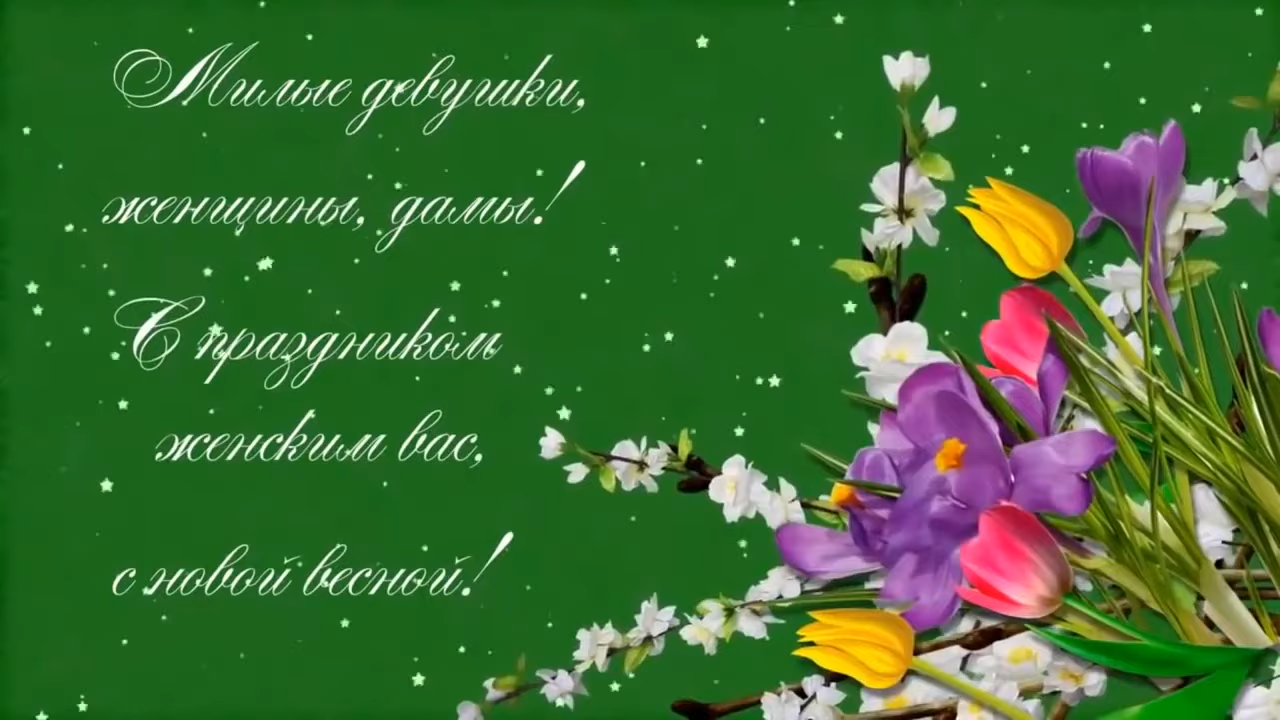 Милые девушки,
женщины, дамы!
С праздником
женским вас,
с новой весной!